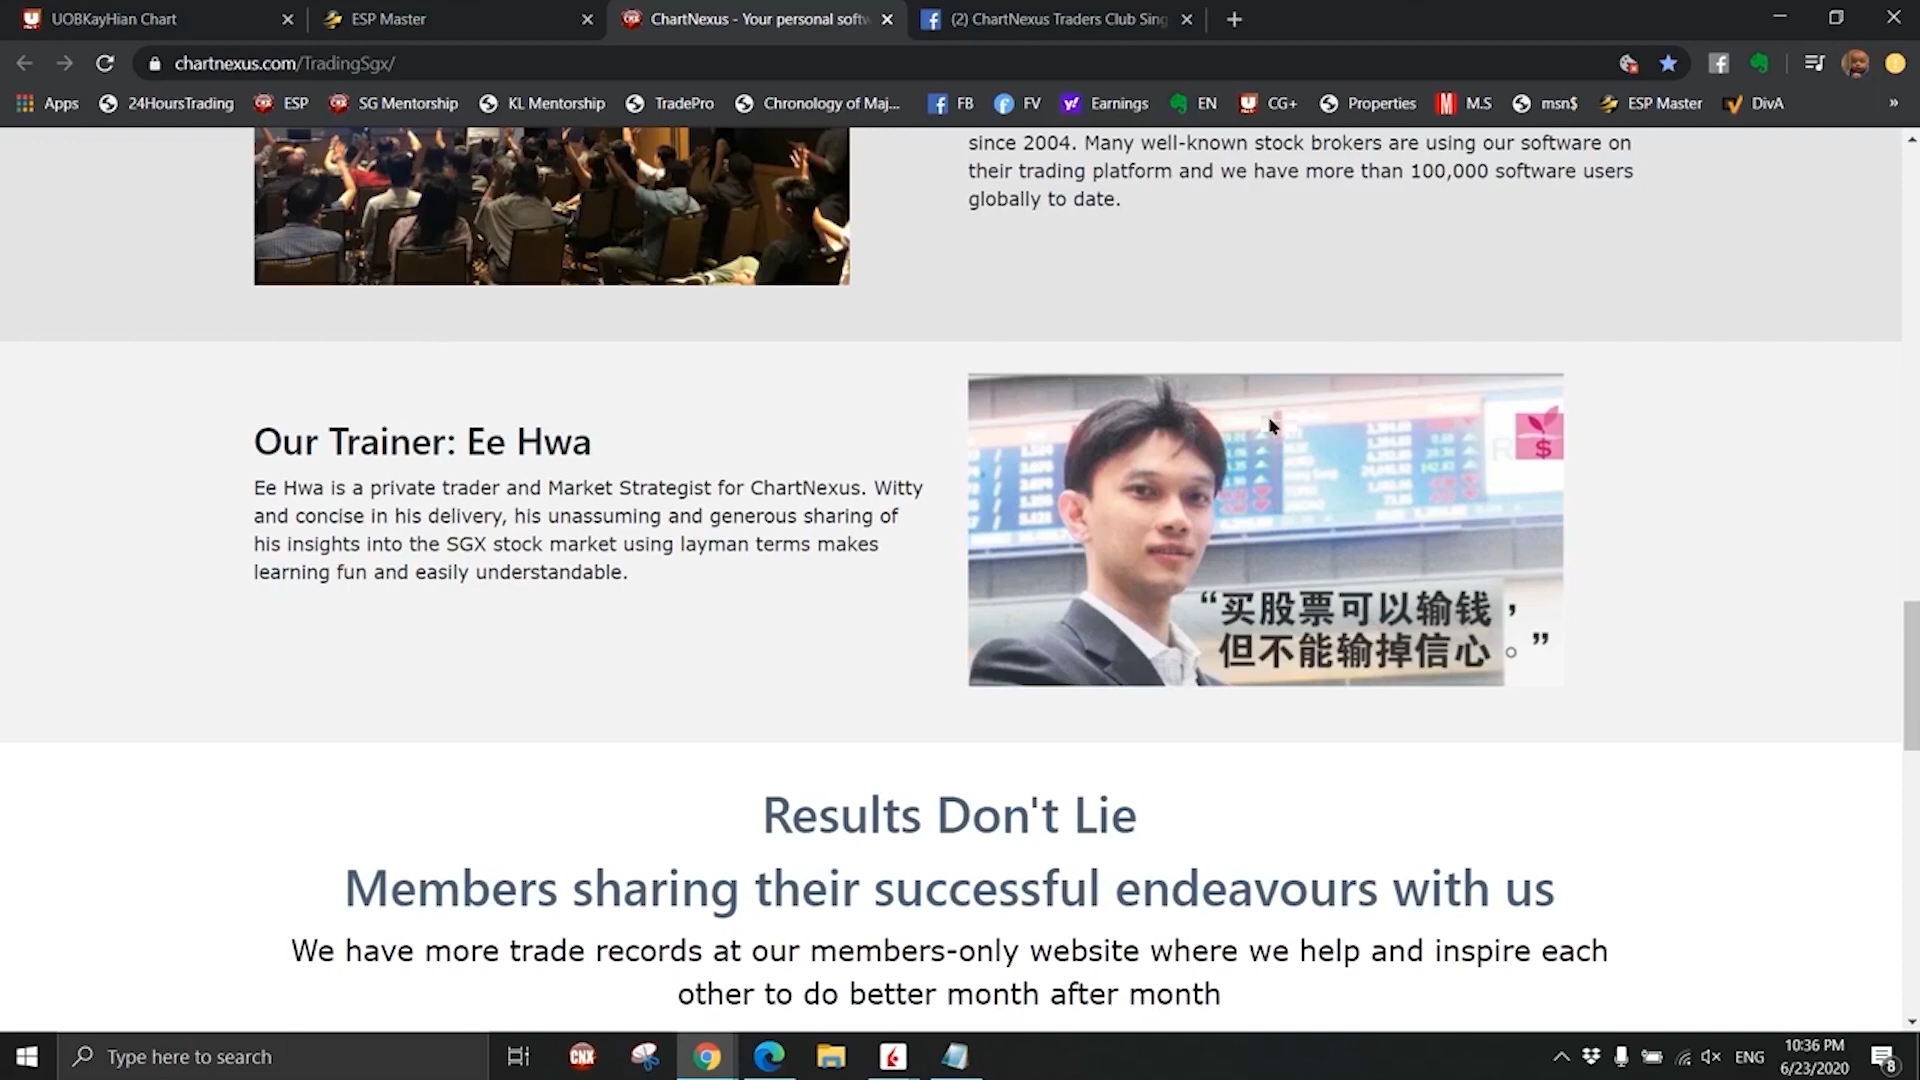 UOBKayHian Chart
ESP Master
ChartNexus - Your personal softw
(2) ChartNexus Traders Club Sing
chartnexus.com/TradingSgx/
Apps
24HoursTrading
ESP
SG Mentorship
KL Mentorship
TradePro
Chronology of Maj...
FB
FV
Earnings
EN
CG+
Properties
M.S
msn$
ESP Master
DivA
»
since 2004. Many well-known stock brokers are using our software on
their trading platform and we have more than 100,000 software users
globally to date.
Our Trainer: Ee Hwa
Ee Hwa is a private trader and Market Strategist for ChartNexus. Witty
and concise in his delivery, his unassuming and generous sharing of
his insights into the SGX stock market using layman terms makes
learning fun and easily understandable.
“买股票可以输钱，
但不能输掉信心。”
Results Don't Lie
Members sharing their successful endeavours with us
We have more trade records at our members-only website where we help and inspire each
other to do better month after month
Type here to search
CNX
ENG
10:36 PM
6/23/2020
8